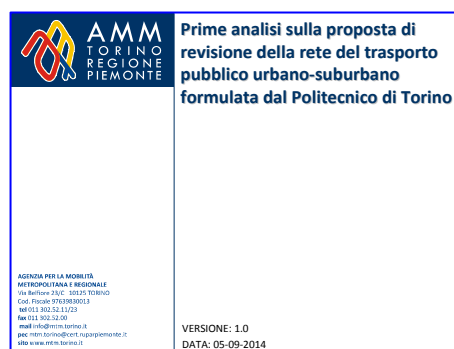 AMM
TORINO
REGIONE
PIEMONTE
Prime analisi sulla proposta di
revisione della rete del trasporto
pubblico urbano-suburbano
formulata dal Politecnico di Torino
AGENZIA PER LA MOBILITÀ
METROPOLITANA E REGIONALE
Via Belfiore 23/C 10125 TORINO
Cod. Fiscale 97639830013
tel 011 302.52.11/23
fax 011 302.52.00
mail info@mtm.torino.it
pec mtm.torino@cert.ruparpiemonte.it
sito www.mtm.torino.it
VERSIONE: 1.0
DATA: 05-09-2014